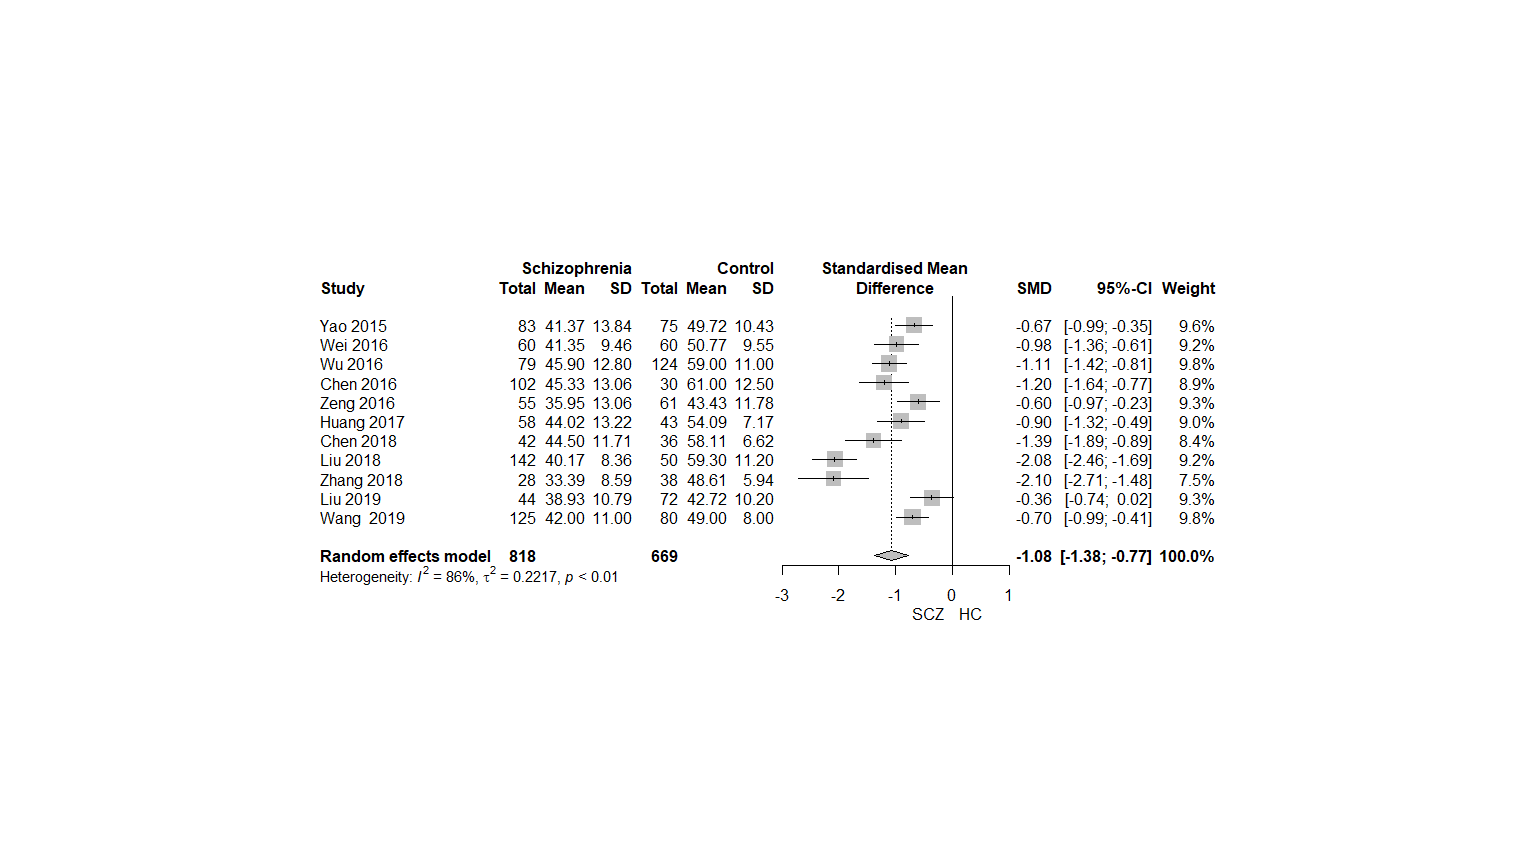 Schizophrenia Control Standardised Mean
Study Total Mean SD Total Mean SD Difference SMD 95%-CI Weight
Yao 2015 83 41.37 13.84 75 49.72 10.43 -0.67 [-0.99; -0.35] 9.6%
Wei 2016 60 41.35 9.46 60 50.77 9.55 -0.98 [-1.36; -0.61] 9.2%
Wu 2016 79 45.90 12.80 124 59.00 11.00 -1.11 [-1.42; -0.81] 9.8%
Chen 2016 102 45.33 13.06 30 61.00 12.50 -1.20 [-1.64; -0.77] 8.9%
Zeng 2016 55 35.95 13.06 61 43.43 11.78 -0.60 [-0.97; -0.23] 9.3%
Huang 2017 58 44.02 13.22 43 54.09 7.17 -0.90 [-1.32; -0.49] 9.0%
Chen 2018 42 44.50 11.71 36 58.11 6.62 -1.39 [-1.89; -0.89] 8.4%
Liu 2018 142 40.17 8.36 50 59.30 11.20 -2.08 [-2.46; -1.69] 9.2%
Zhang 2018 28 33.39 8.59 38 48.61 5.94 -2.10 [-2.71; -1.48] 7.5%
Liu 2019 44 38.93 10.79 72 42.72 10.20 -0.36 [-0.74; 0.02] 9.3%
Wang 2019 125 42.00 11.00 80 49.00 8.00 -0.70 [-0.99; -0.41] 9.8%
Random effects model 818 669 -1.08 [-1.38; -0.77] 100.0%
Heterogeneity: I² = 86%, τ² = 0.2217, p < 0.01
-3 -2 -1 0 1
SCZ HC